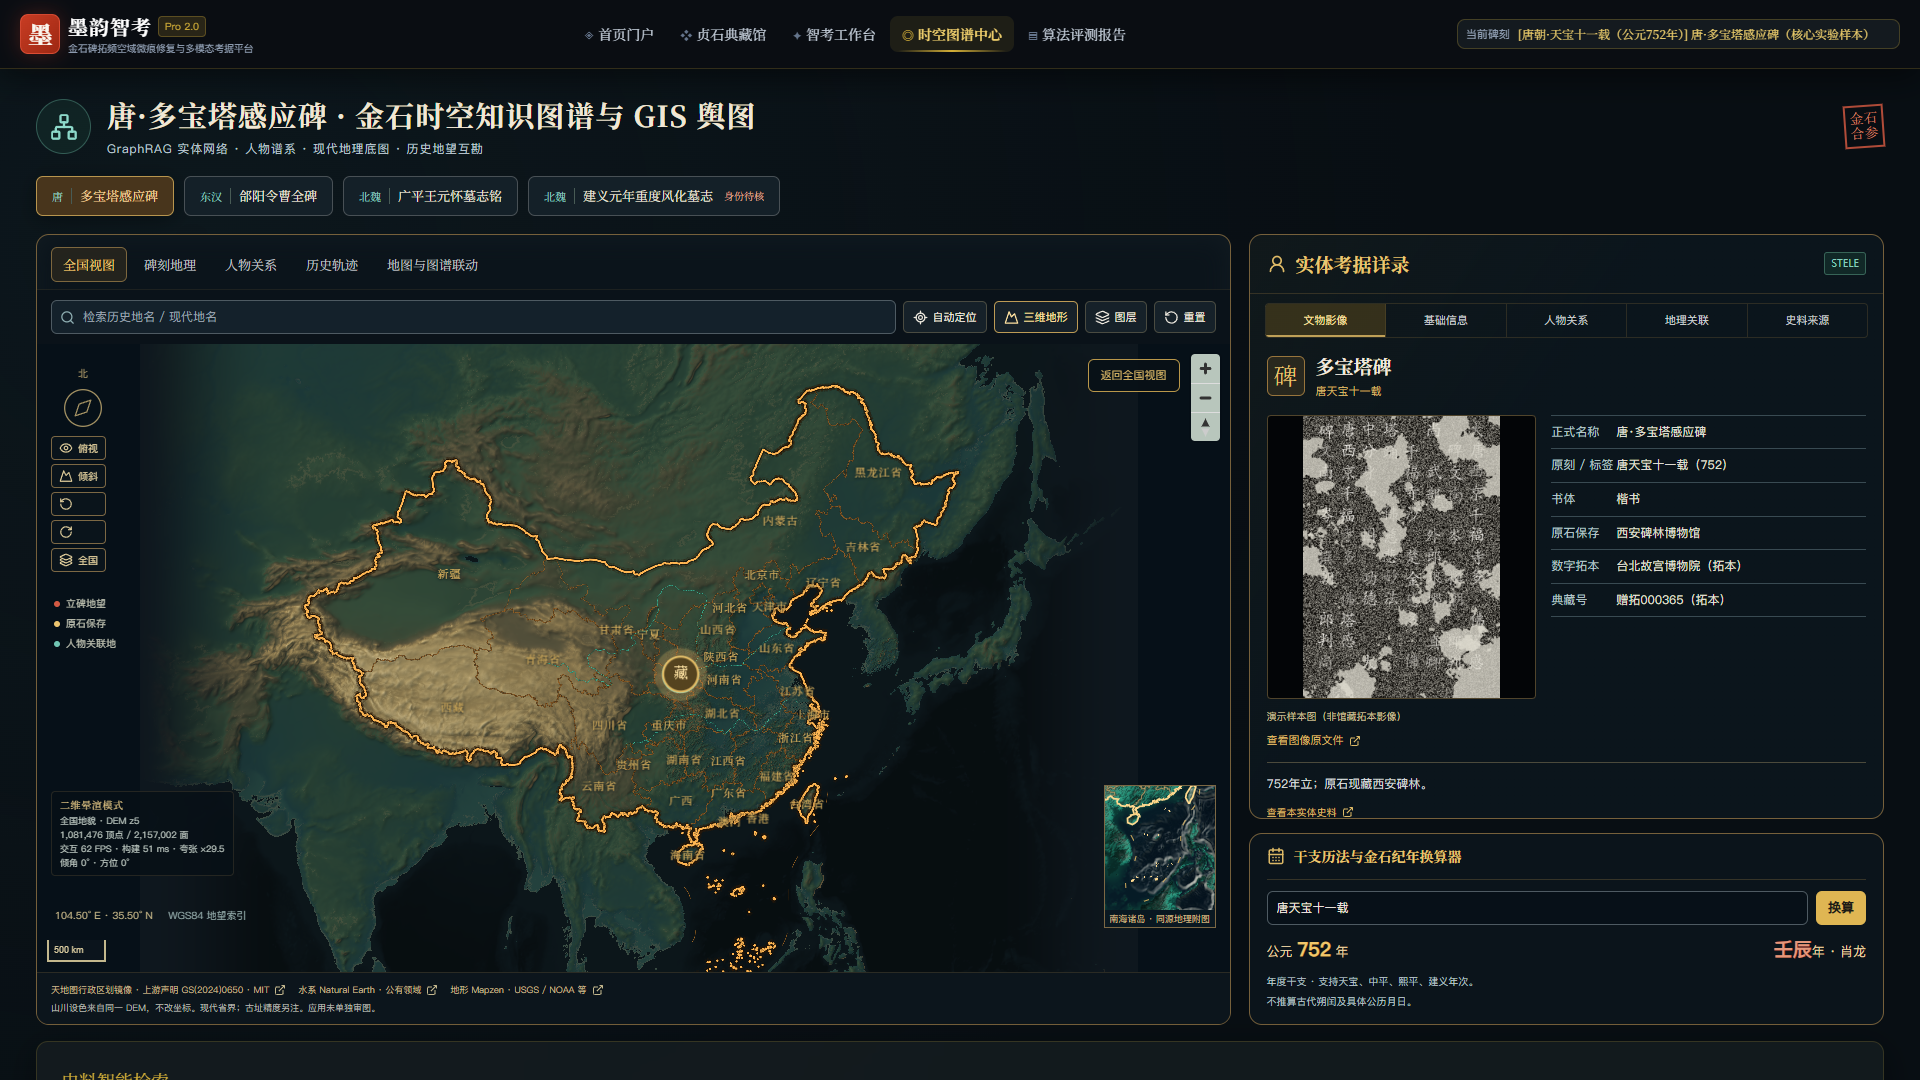 墨 墨韵智考 Pro 2.0
金石碑拓频空域微痕修复与多模态考据平台
首页门户 贞石典藏馆 智考工作台 时空图谱中心 算法评测报告
当前碑刻 [唐朝·天宝十一载（公元752年）] 唐·多宝塔感应碑（核心实验样本）
唐·多宝塔感应碑 · 金石时空知识图谱与 GIS 舆图
GraphRAG 实体网络 · 人物谱系 · 现代地理底图 · 历史地望互勘
金石
合参
唐 多宝塔感应碑 东汉 郃阳令曹全碑 北魏 广平王元怀墓志铭 北魏 建义元年重度风化墓志 身份待核
全国视图 碑刻地理 人物关系 历史轨迹 地图与图谱联动
检索历史地名 / 现代地名 自动定位 三维地形 图层 重置
返回全国视图
北
俯视
倾斜
全国
立碑地望
原石保存
人物关联地
黑龙江省
内蒙古
吉林省
新疆
北京市 辽宁省
河北省 天津市
甘肃省 宁夏 山西省
山东省
青海省 陕西省
藏 河南省
江苏省
西藏 湖北省 上海市
四川省 重庆市
浙江省
贵州省 湖南省 江西省
福建省
云南省 广西 广东省 台湾省
澳门 香港
海南省
二维晕渲模式
全国地貌 · DEM z5
1,081,476 顶点 / 2,157,002 面
交互 62 FPS · 构建 51 ms · 夸张 ×29.5
倾角 0° · 方位 0°
104.50° E · 35.50° N WGS84 地望索引
500 km
南海诸岛 · 同源地理附图
天地图行政区划镜像 · 上游声明 GS(2024)0650 · MIT 水系 Natural Earth · 公有领域 地形 Mapzen · USGS / NOAA 等
山川设色来自同一 DEM，不改坐标。现代省界；古址精度另注。应用未单独审图。
实体考据详录 STELE
文物影像 基础信息 人物关系 地理关联 史料来源
碑 多宝塔碑
唐天宝十一载
正式名称 唐·多宝塔感应碑
原刻 / 标签 唐天宝十一载（752）
书体 楷书
原石保存 西安碑林博物馆
数字拓本 台北故宫博物院（拓本）
典藏号 赠拓000365（拓本）
演示样本图（非馆藏拓本影像）
查看图像原文件
752年立；原石现藏西安碑林。
查看本实体史料
干支历法与金石纪年换算器
唐天宝十一载 换算
公元 752 年 壬辰年 · 肖龙
年度干支 · 支持天宝、中平、熙平、建义年次。
不推算古代朔闰及具体公历月日。
史料智能检索